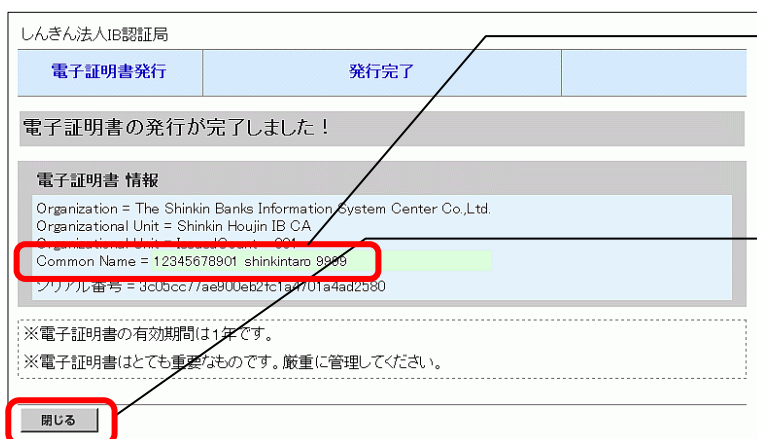 しんきん法人IB認証局
電子証明書発行 発行完了
電子証明書の発行が完了しました!
電子証明書 情報
Organization = The Shinkin Banks Information System Center Co.,Ltd.
Organizational Unit = Shinkin Houjin IB CA
Organizational Unit = IssuedCount - 001
Common Name = 12345678901 shinkintaro 9999
シリアル番号 = 3c05cc77ae900eb2fc1a4701a4ad2580
※電子証明書の有効期間は1年です。
※電子証明書はとても重要なものです。厳重に管理してください。
閉じる